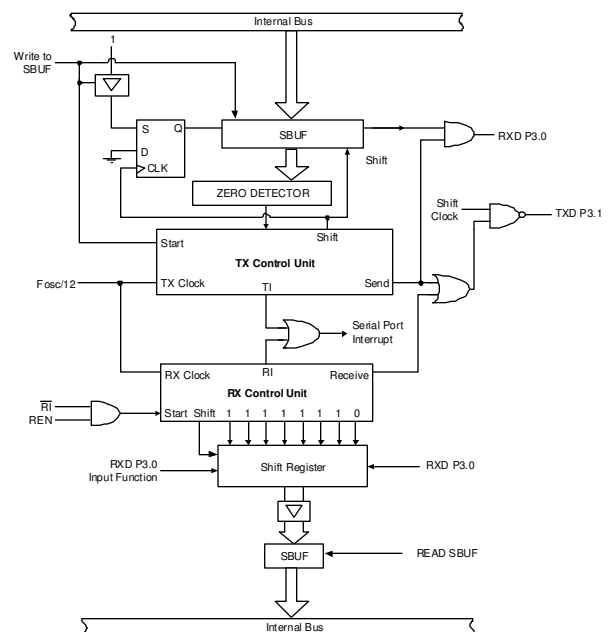 Internal Bus
1
Write to
SBUF
S
Q
D
CLK
SBUF
Shift
RXD P3.0
ZERO DETECTOR
Shift
Clock
TXD P3.1
Start
Shift
TX Control Unit
Fosc/12
TX Clock
TI
Send
Serial Port
Interrupt
RX Clock
RI
Receive
RX Control Unit
RI
REN
Start Shift 1 1 1 1 1 1 1 0
RXD P3.0
Input Function
Shift Register
RXD P3.0
SBUF
READ SBUF
Internal Bus